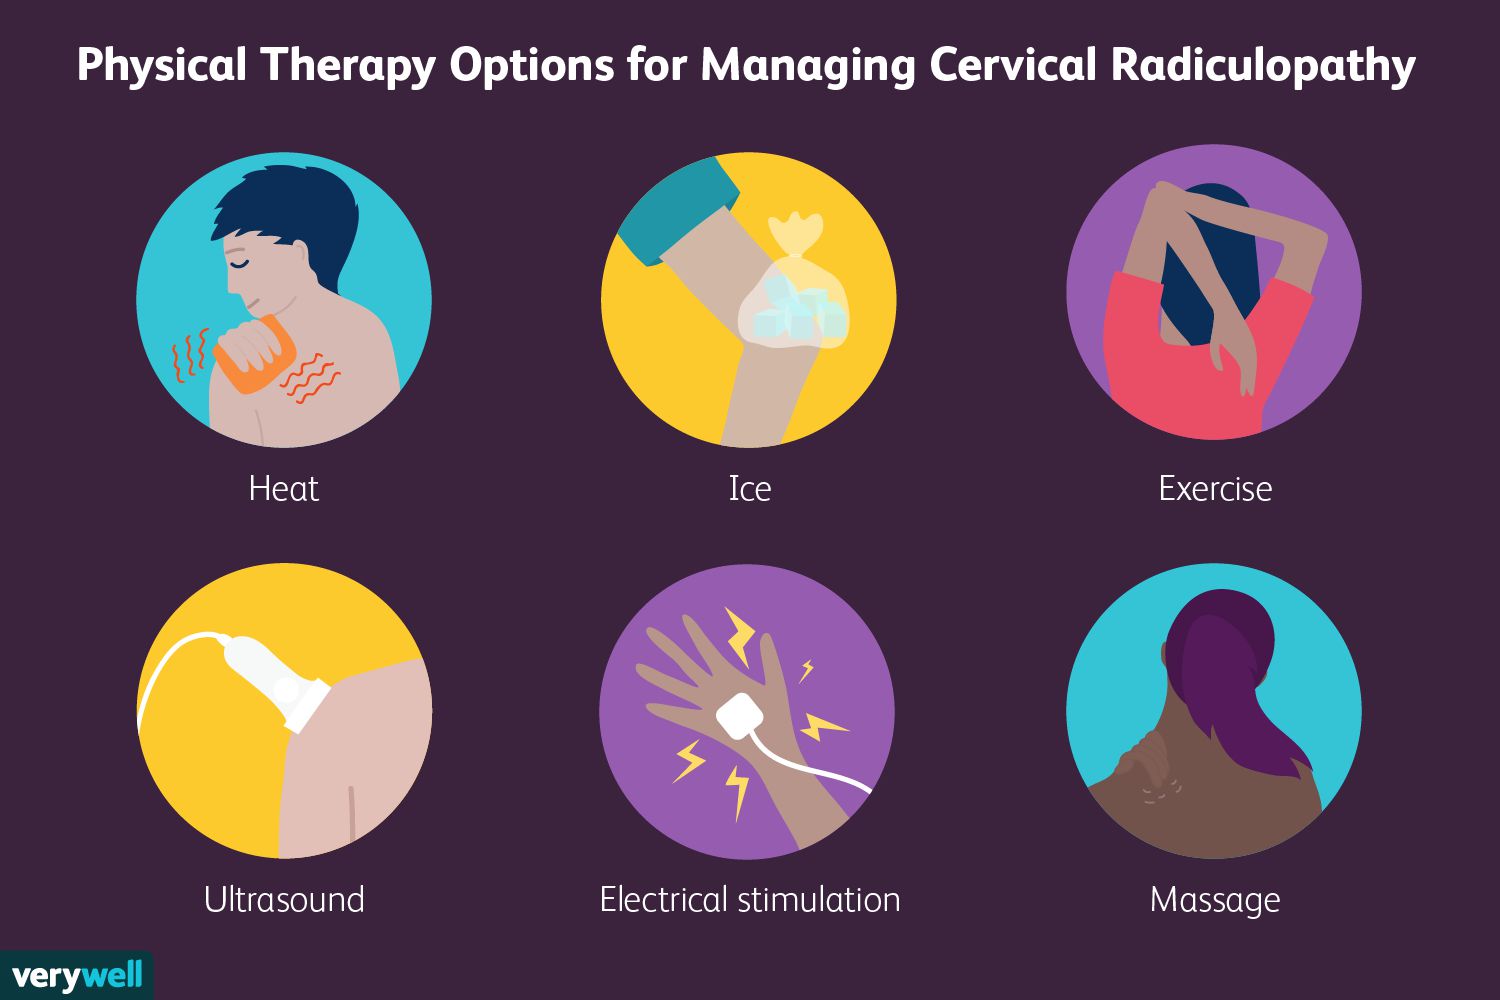 Physical Therapy Options for Managing Cervical Radiculopathy
Heat
Ice
Exercise
Ultrasound
Electrical stimulation
Massage
verywell